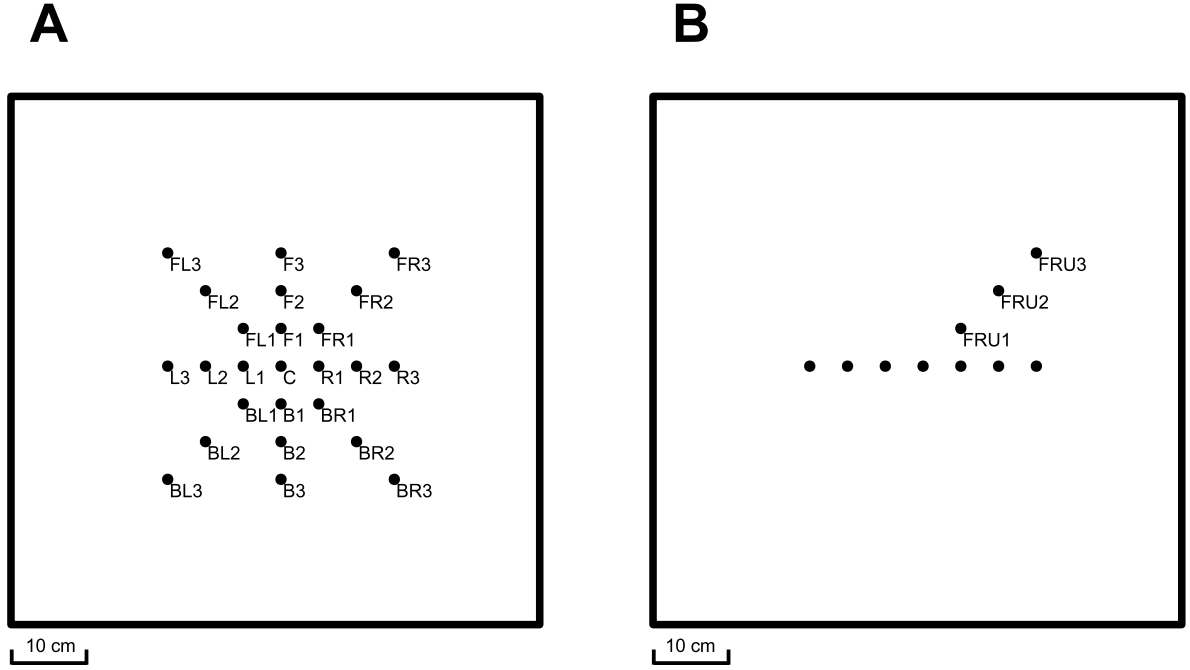 A
B
FL3 F3 FR3
FL2 F2 FR2
FL1 F1 FR1
L3 L2 L1 C R1 R2 R3
BL1 B1 BR1
BL2 B2 BR2
BL3 B3 BR3
10 cm
FRU3
FRU2
FRU1
10 cm